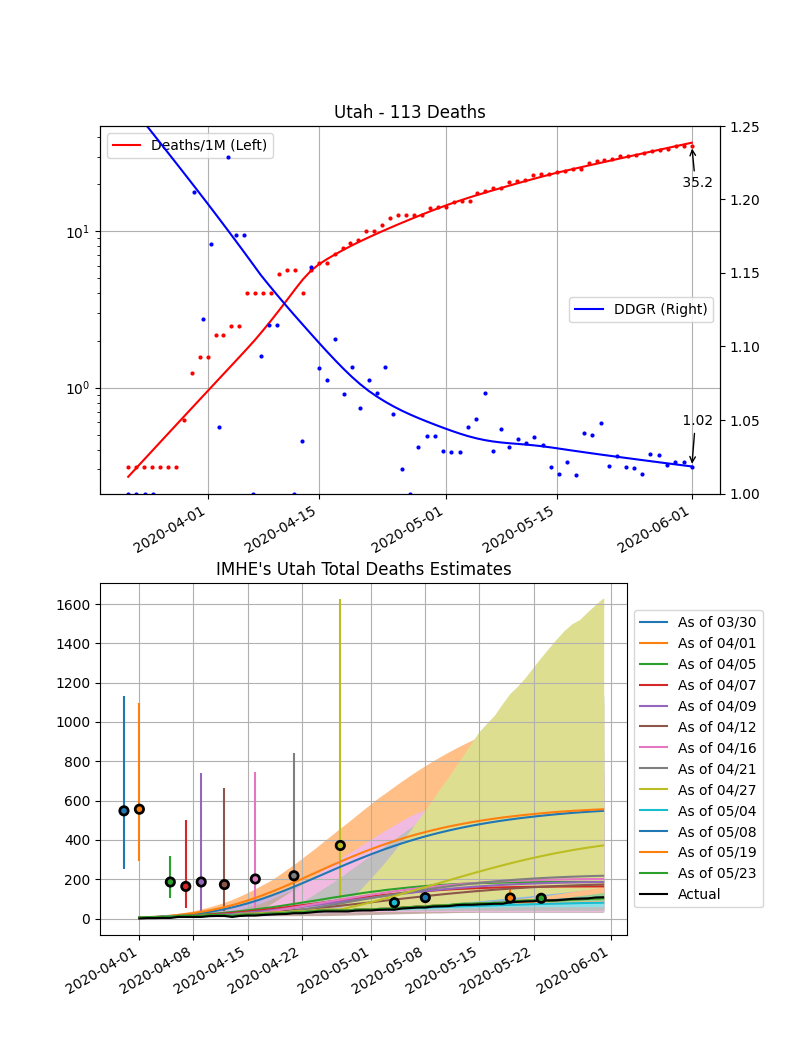 Utah - 113 Deaths
Deaths/1M (Left)
DDGR (Right)
35.2
1.02
10^1
10^0
1.25
1.20
1.15
1.10
1.05
1.00
2020-04-01
2020-04-15
2020-05-01
2020-05-15
2020-06-01
IMHE's Utah Total Deaths Estimates
1600
1400
1200
1000
800
600
400
200
0
2020-04-01
2020-04-08
2020-04-15
2020-04-22
2020-05-01
2020-05-08
2020-05-15
2020-05-22
2020-06-01
As of 03/30
As of 04/01
As of 04/05
As of 04/07
As of 04/09
As of 04/12
As of 04/16
As of 04/21
As of 04/27
As of 05/04
As of 05/08
As of 05/19
As of 05/23
Actual